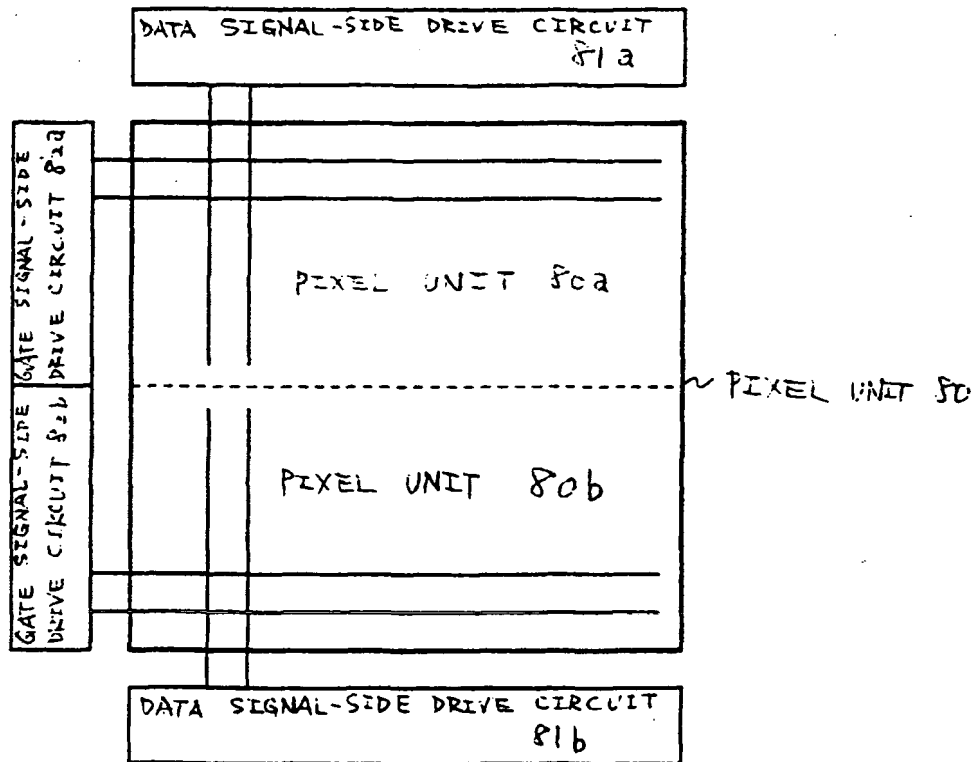 DATA SIGNAL-SIDE DRIVE CIRCUIT
81a
GATE SIGNAL-SIDE
DRIVE CIRCUIT 82a
PIXEL UNIT 80a
PIXEL UNIT 80
GATE SIGNAL-SIDE
DRIVE CIRCUIT 82b
PIXEL UNIT 80b
DATA SIGNAL-SIDE DRIVE CIRCUIT
81b